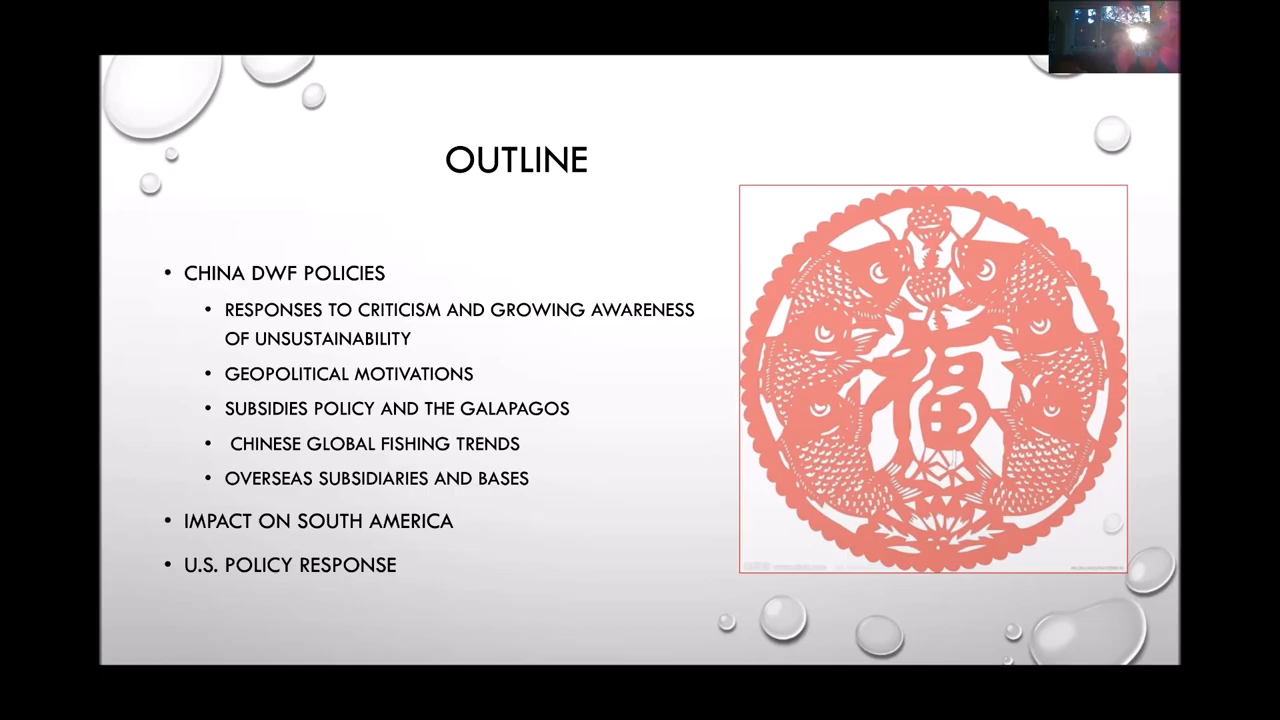 OUTLINE
• CHINA DWF POLICIES
• RESPONSES TO CRITICISM AND GROWING AWARENESS
OF UNSUSTAINABILITY
• GEOPOLITICAL MOTIVATIONS
• SUBSIDIES POLICY AND THE GALAPAGOS
• CHINESE GLOBAL FISHING TRENDS
• OVERSEAS SUBSIDIARIES AND BASES
• IMPACT ON SOUTH AMERICA
• U.S. POLICY RESPONSE
福